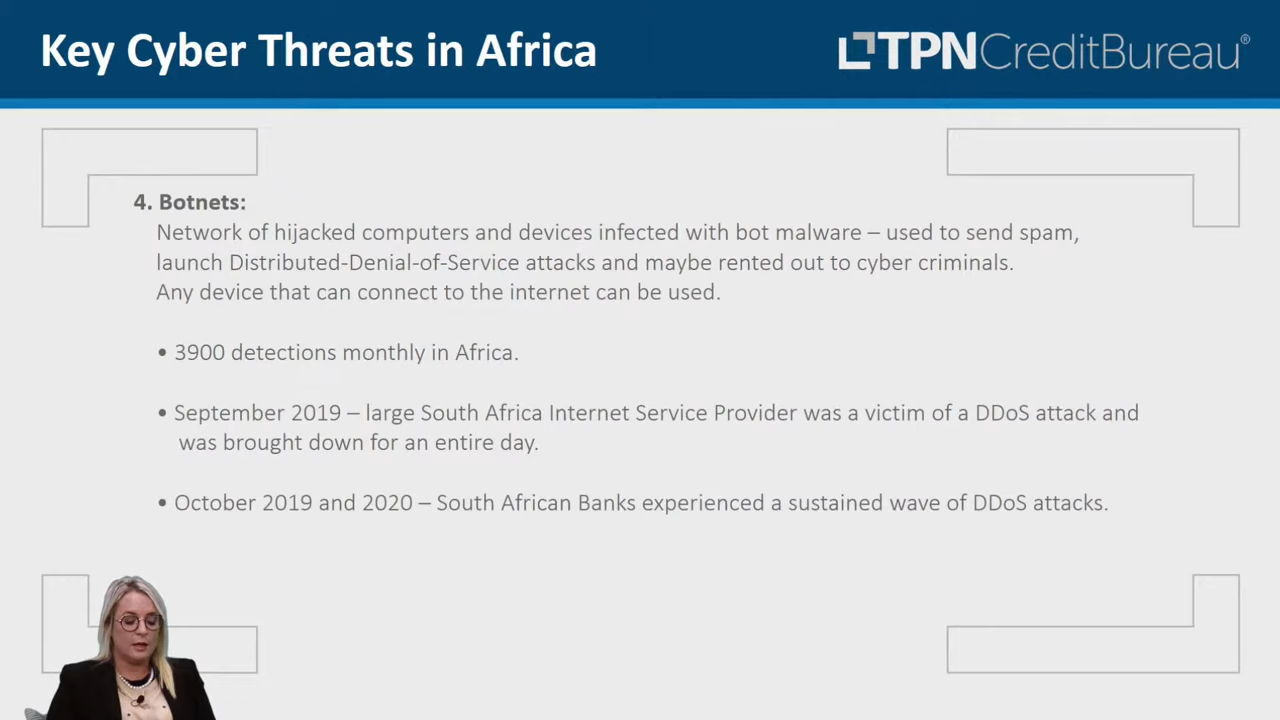 Key Cyber Threats in Africa
TPNCreditBureau®
4. Botnets:
Network of hijacked computers and devices infected with bot malware – used to send spam,
launch Distributed-Denial-of-Service attacks and maybe rented out to cyber criminals.
Any device that can connect to the internet can be used.
• 3900 detections monthly in Africa.
• September 2019 – large South Africa Internet Service Provider was a victim of a DDoS attack and
was brought down for an entire day.
• October 2019 and 2020 – South African Banks experienced a sustained wave of DDoS attacks.